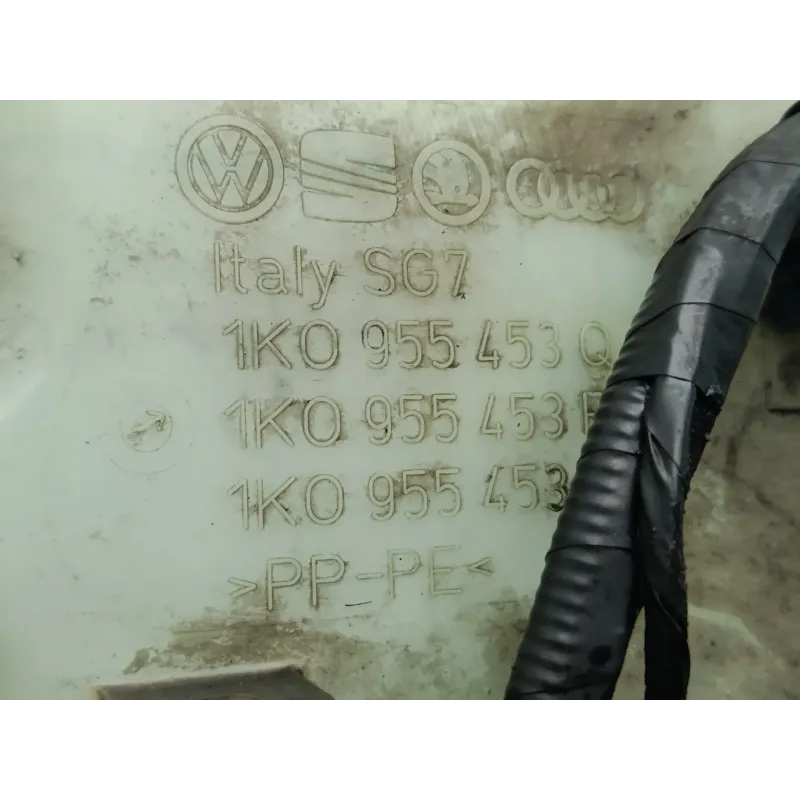 Italy SG7
1K0 955 453 Q
1K0 955 453
1K0 955 453
>PP-PE<